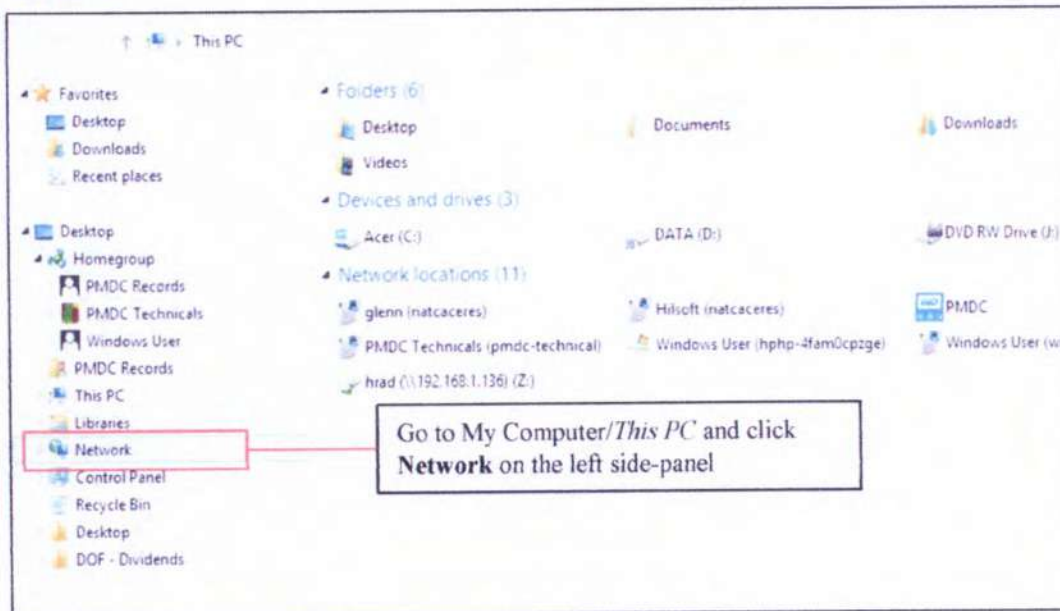 This PC
Favorites
Desktop
Downloads
Recent places
Desktop
Homegroup
PMDC Records
PMDC Technicals
Windows User
PMDC Records
This PC
Libraries
Network
Control Panel
Recycle Bin
Desktop
DOF - Dividends
Folders (6)
Desktop Documents Downloads
Videos
Devices and drives (3)
Acer (C:) DATA (D:) DVD RW Drive (J:)
Network locations (11)
glenn (natcaceres) Hilsoft (natcaceres) PMDC
PMDC Technicals (pmdc-technical) Windows User (hphp-4fam0cpzge) Windows User (w
hrad (\\192.168.1.136) (Z:)
Go to My Computer/This PC and click
Network on the left side-panel